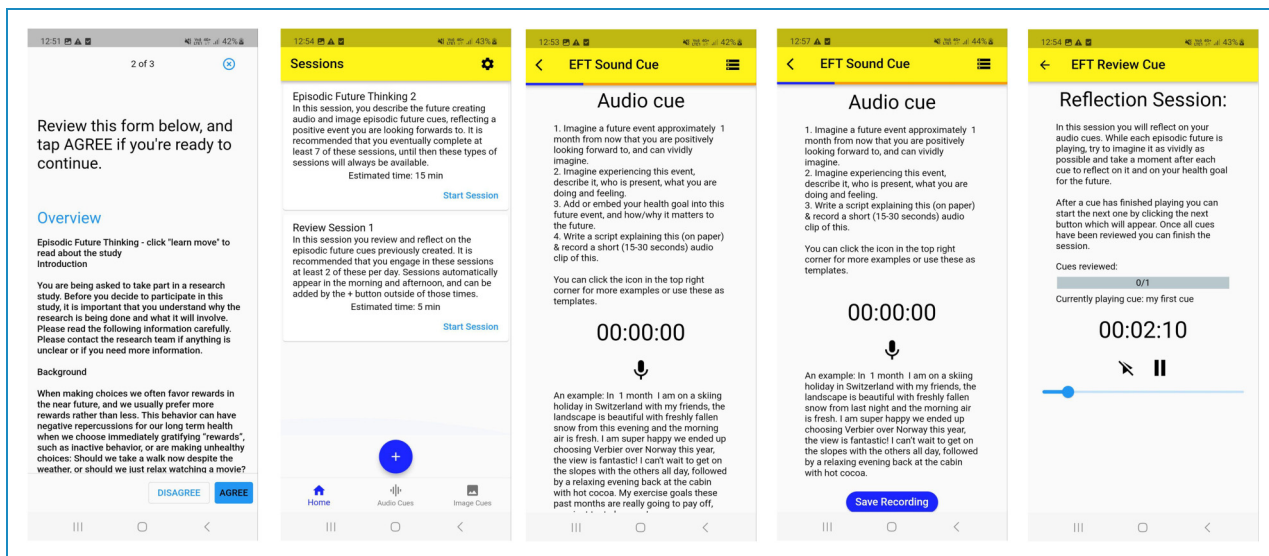 12:51 42%
2 of 3
Review this form below, and
tap AGREE if you're ready to
continue.
Overview
Episodic Future Thinking - click "learn move" to
read about the study
Introduction
You are being asked to take part in a research
study. Before you decide to participate in this
study, it is important that you understand why the
research is being done and what it will involve.
Please read the following information carefully.
Please contact the research team if anything is
unclear or if you need more information.
Background
When making choices we often favor rewards in
the near future, and we usually prefer more
rewards rather than less. This behavior can have
negative repercussions for our long term health
when we choose immediately gratifying "rewards",
such as inactive behavior, or are making unhealthy
choices: Should we take a walk now despite the
weather, or should we just relax watching a movie?
DISAGREE AGREE
12:54 43%
Sessions
Episodic Future Thinking 2
In this session, you describe the future creating
audio and image episodic future cues, reflecting a
positive event you are looking forwards to. It is
recommended that you eventually complete at
least 7 of these sessions, until then these types of
sessions will always be available.
Estimated time: 15 min
Start Session
Review Session 1
In this session you review and reflect on the
episodic future cues previously created. It is
recommended that you engage in these sessions
at least 2 of these per day. Sessions automatically
appear in the morning and afternoon, and can be
added by the + button outside of those times.
Estimated time: 5 min
Start Session
Home Audio Cues Image Cues
12:53 42%
EFT Sound Cue
Audio cue
1. Imagine a future event approximately 1
month from now that you are positively
looking forward to, and can vividly
imagine.
2. Imagine experiencing this event,
describe it, who is present, what you are
doing and feeling.
3. Add or embed your health goal into this
future event, and how/why it matters to
the future.
4. Write a script explaining this (on paper)
& record a short (15-30 seconds) audio
clip of this.
You can click the icon in the top right
corner for more examples or use these as
templates.
00:00:00
An example: In 1 month I am on a skiing
holiday in Switzerland with my friends, the
landscape is beautiful with freshly fallen
snow from this evening and the morning
air is fresh. I am super happy we ended up
choosing Verbier over Norway this year,
the view is fantastic! I can't wait to get on
the slopes with the others all day, followed
by a relaxing evening back at the cabin
with hot cocoa. My exercise goals these
past months are really going to pay off,
12:57 44%
EFT Sound Cue
Audio cue
1. Imagine a future event approximately 1
month from now that you are positively
looking forward to, and can vividly
imagine.
2. Imagine experiencing this event,
describe it, who is present, what you are
doing and feeling.
3. Write a script explaining this (on paper)
& record a short (15-30 seconds) audio
clip of this.
You can click the icon in the top right
corner for more examples or use these as
templates.
00:00:00
An example: In 1 month I am on a skiing
holiday in Switzerland with my friends, the
landscape is beautiful with freshly fallen
snow from last night and the morning air
is fresh. I am super happy we ended up
choosing Verbier over Norway this year,
the view is fantastic! I can't wait to get on
the slopes with the others all day, followed
by a relaxing evening back at the cabin
with hot cocoa.
Save Recording
12:54 43%
EFT Review Cue
Reflection Session:
In this session you will reflect on your
audio cues. While each episodic future is
playing, try to imagine it as vividly as
possible and take a moment after each
cue to reflect on it and on your health goal
for the future.
After a cue has finished playing you can
start the next one by clicking the next
button which will appear. Once all cues
have been reviewed you can finish the
session.
Cues reviewed:
0/1
Currently playing cue: my first cue
00:02:10